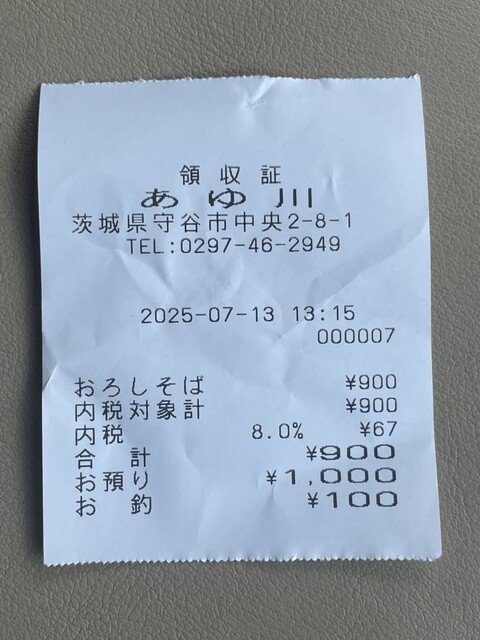 領収証
あゆ川
茨城県守谷市中央2-8-1
TEL:0297-46-2949
2025-07-13 13:15
000007
おろしそば ¥900
内税対象計 ¥900
内税 8.0% ¥67
合計 ¥900
お預り ¥1,000
お釣 ¥100